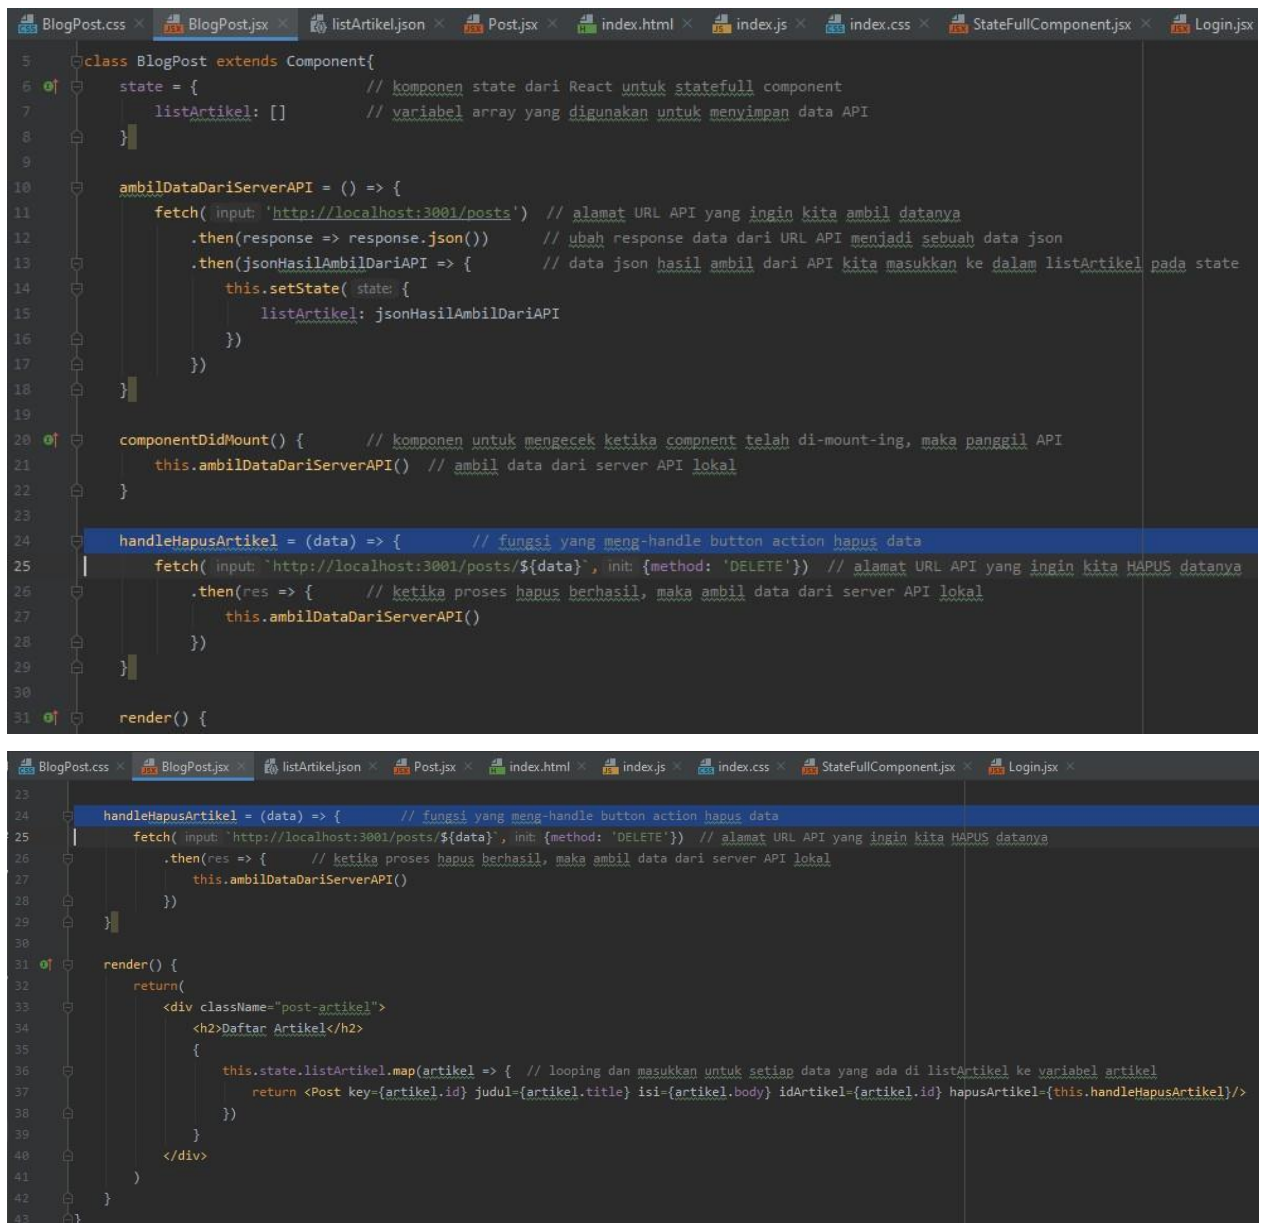 BlogPost.css × BlogPost.jsx × listArtikel.json × Post.jsx × index.html × index.js × index.css × StateFullComponent.jsx × Login.jsx
5 class BlogPost extends Component{
6 state = { // komponen state dari React untuk statefull component
7 listArtikel: [] // variabel array yang digunakan untuk menyimpan data API
8 }
9
10 ambilDataDariServerAPI = () => {
11 fetch( input: 'http://localhost:3001/posts') // alamat URL API yang ingin kita ambil datanya
12 .then(response => response.json()) // ubah response data dari URL API menjadi sebuah data json
13 .then(jsonHasilAmbilDariAPI => { // data json hasil ambil dari API kita masukkan ke dalam listArtikel pada state
14 this.setState( state: {
15 listArtikel: jsonHasilAmbilDariAPI
16 })
17 })
18 }
19
20 componentDidMount() { // komponen untuk mengecek ketika compnent telah di-mount-ing, maka panggil API
21 this.ambilDataDariServerAPI() // ambil data dari server API lokal
22 }
23
24 handleHapusArtikel = (data) => { // fungsi yang meng-handle button action hapus data
25 fetch( input: `http://localhost:3001/posts/${data}`, init: {method: 'DELETE'}) // alamat URL API yang ingin kita HAPUS datanya
26 .then(res => { // ketika proses hapus berhasil, maka ambil data dari server API lokal
27 this.ambilDataDariServerAPI()
28 })
29 }
30
31 render() {
BlogPost.css × BlogPost.jsx × listArtikel.json × Post.jsx × index.html × index.js × index.css × StateFullComponent.jsx × Login.jsx ×
23
24 handleHapusArtikel = (data) => { // fungsi yang meng-handle button action hapus data
25 fetch( input: `http://localhost:3001/posts/${data}`, init: {method: 'DELETE'}) // alamat URL API yang ingin kita HAPUS datanya
26 .then(res => { // ketika proses hapus berhasil, maka ambil data dari server API lokal
27 this.ambilDataDariServerAPI()
28 })
29 }
30
31 render() {
32 return(
33 <div className="post-artikel">
34 <h2>Daftar Artikel</h2>
35 {
36 this.state.listArtikel.map(artikel => { // looping dan masukkan untuk setiap data yang ada di listArtikel ke variabel artikel
37 return <Post key={artikel.id} judul={artikel.title} isi={artikel.body} idArtikel={artikel.id} hapusArtikel={this.handleHapusArtikel}/>
38 })
39 }
40 </div>
41 )
42 }
43 }